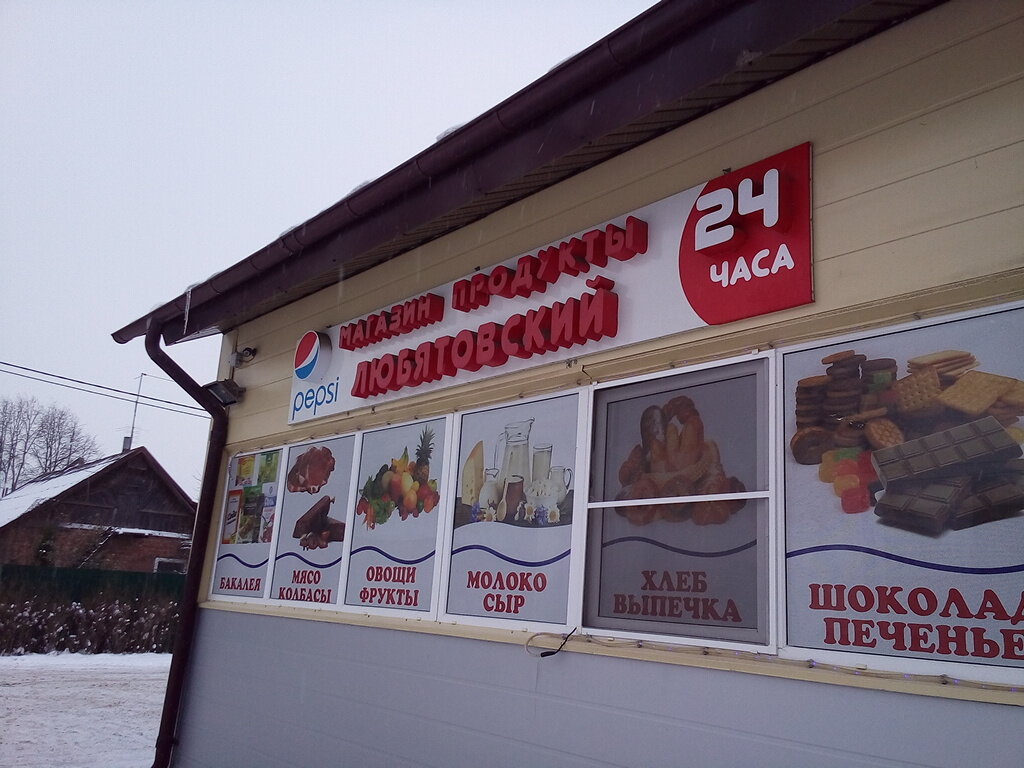 МАГАЗИН ПРОДУКТЫ
ЛЮБЯТОВСКИЙ
pepsi
24
ЧАСА
БАКАЛЕЯ
МЯСО
КОЛБАСЫ
ОВОЩИ
ФРУКТЫ
МОЛОКО
СЫР
ХЛЕБ
ВЫПЕЧКА
ШОКОЛАД
ПЕЧЕНЬЕ